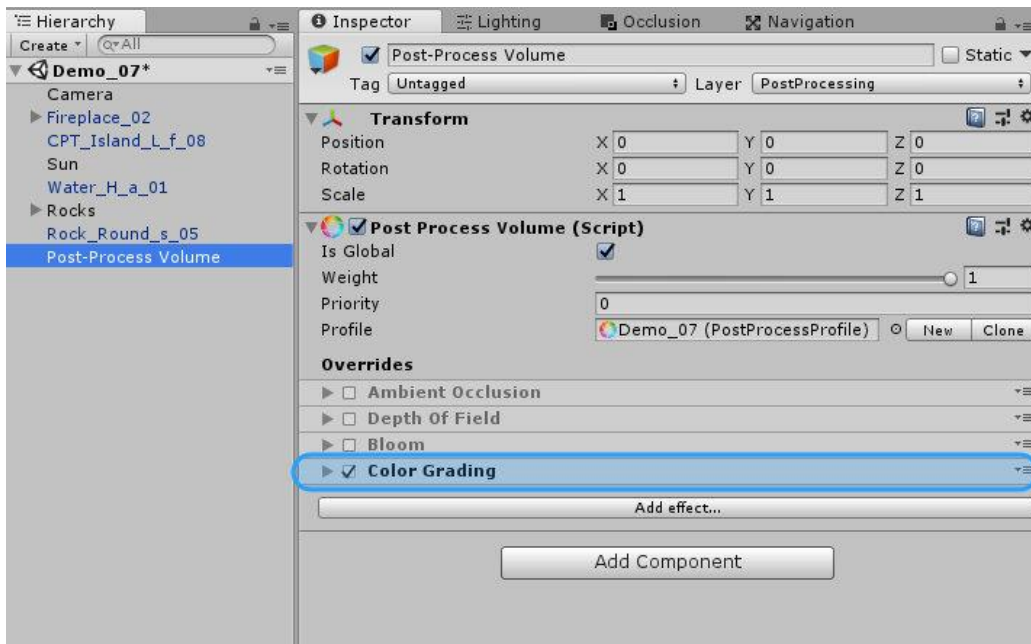 Hierarchy
Create All
Demo_07*
Camera
Fireplace_02
CPT_Island_L_f_08
Sun
Water_H_a_01
Rocks
Rock_Round_s_05
Post-Process Volume
Inspector Lighting Occlusion Navigation
Post-Process Volume Static
Tag Untagged Layer PostProcessing
Transform
Position X 0 Y 0 Z 0
Rotation X 0 Y 0 Z 0
Scale X 1 Y 1 Z 1
Post Process Volume (Script)
Is Global
Weight 1
Priority 0
Profile Demo_07 (PostProcessProfile) New Clone
Overrides
Ambient Occlusion
Depth Of Field
Bloom
Color Grading
Add effect...
Add Component